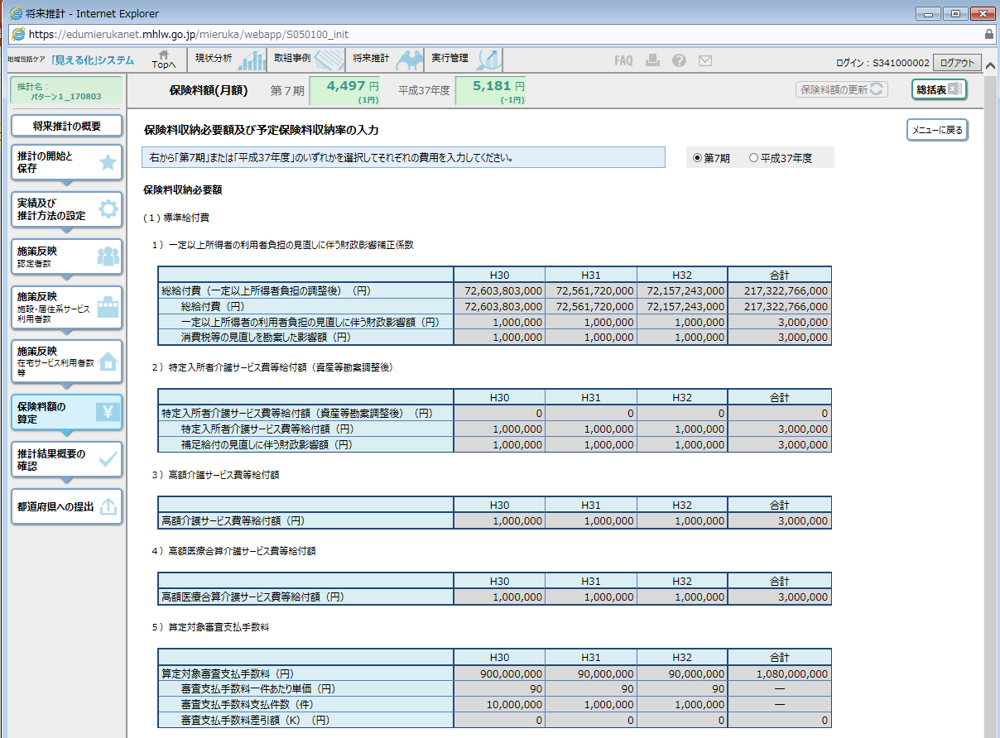 将来推計 - Internet Explorer
https://edumierukanet.mhlw.go.jp/mieruka/webapp/S050100_init
地域包括ケア 「見える化」システム Topへ 現状分析 取組事例 将来推計 実行管理 FAQ ログイン：S341000002 ログアウト
推計名：
パターン１_170803
保険料額(月額) 第７期 4,497 円 (1円) 平成37年度 5,181 円 (-1円) 保険料額の更新 総括表
将来推計の概要
推計の開始と
保存
実績及び
推計方法の設定
施策反映
認定者数
施策反映
施設・居住系サービス
利用者数
施策反映
在宅サービス利用者数
等
保険料額の
算定
¥
推計結果概要の
確認
都道府県への提出
保険料収納必要額及び予定保険料収納率の入力
メニューに戻る
右から「第7期」または「平成37年度」のいずれかを選択してそれぞれの費用を入力してください。
第7期 平成37年度
保険料収納必要額
（1）標準給付費
1）一定以上所得者の利用者負担の見直しに伴う財政影響補正係数
H30 H31 H32 合計
総給付費（一定以上所得者負担の調整後）（円） 72,603,803,000 72,561,720,000 72,157,243,000 217,322,766,000
総給付費（円） 72,603,803,000 72,561,720,000 72,157,243,000 217,322,766,000
一定以上所得者の利用者負担の見直しに伴う財政影響額（円） 1,000,000 1,000,000 1,000,000 3,000,000
消費税等の見直しを勘案した影響額（円） 1,000,000 1,000,000 1,000,000 3,000,000
2）特定入所者介護サービス費等給付額（資産等勘案調整後）
H30 H31 H32 合計
特定入所者介護サービス費等給付額（資産等勘案調整後）（円） 0 0 0 0
特定入所者介護サービス費等給付額（円） 1,000,000 1,000,000 1,000,000 3,000,000
補足給付の見直しに伴う財政影響額（円） 1,000,000 1,000,000 1,000,000 3,000,000
3）高額介護サービス費等給付額
H30 H31 H32 合計
高額介護サービス費等給付額（円） 1,000,000 1,000,000 1,000,000 3,000,000
4）高額医療合算介護サービス費等給付額
H30 H31 H32 合計
高額医療合算介護サービス費等給付額（円） 1,000,000 1,000,000 1,000,000 3,000,000
5）算定対象審査支払手数料
H30 H31 H32 合計
算定対象審査支払手数料（円） 900,000,000 90,000,000 90,000,000 1,080,000,000
審査支払手数料一件あたり単価（円） 90 90 90 ―
審査支払手数料支払件数（件） 10,000,000 1,000,000 1,000,000 ―
審査支払手数料差引額（K）（円） 0 0 0 0